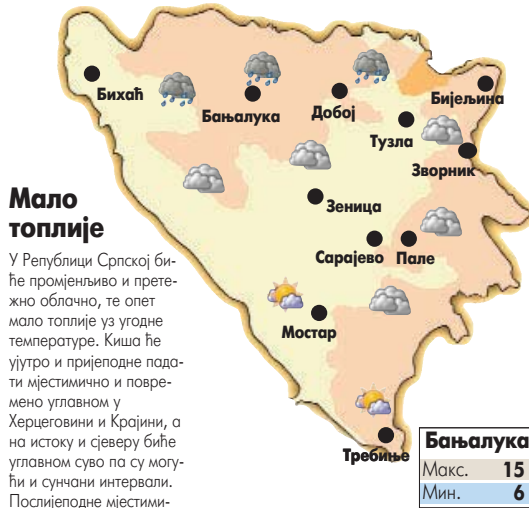 Бихаћ
Бањалука
Добој
Бијељина
Тузла
Зворник
Зеница
Сарајево
Пале
Мостар
Требиње
Мало
топлије
У Републици Српској би-
ће промјенљиво и прете-
жно облачно, те опет
мало топлије уз угодне
температуре. Киша ће
ујутро и пријеподне пада-
ти мјестимично и повре-
мено углавном у
Херцеговини и Крајини, а
на истоку и сјеверу биће
углавном суво па су могу-
ћи и сунчани интервали.
Послијеподне мјестими-
Бањалука
Макс. 15
Мин. 6